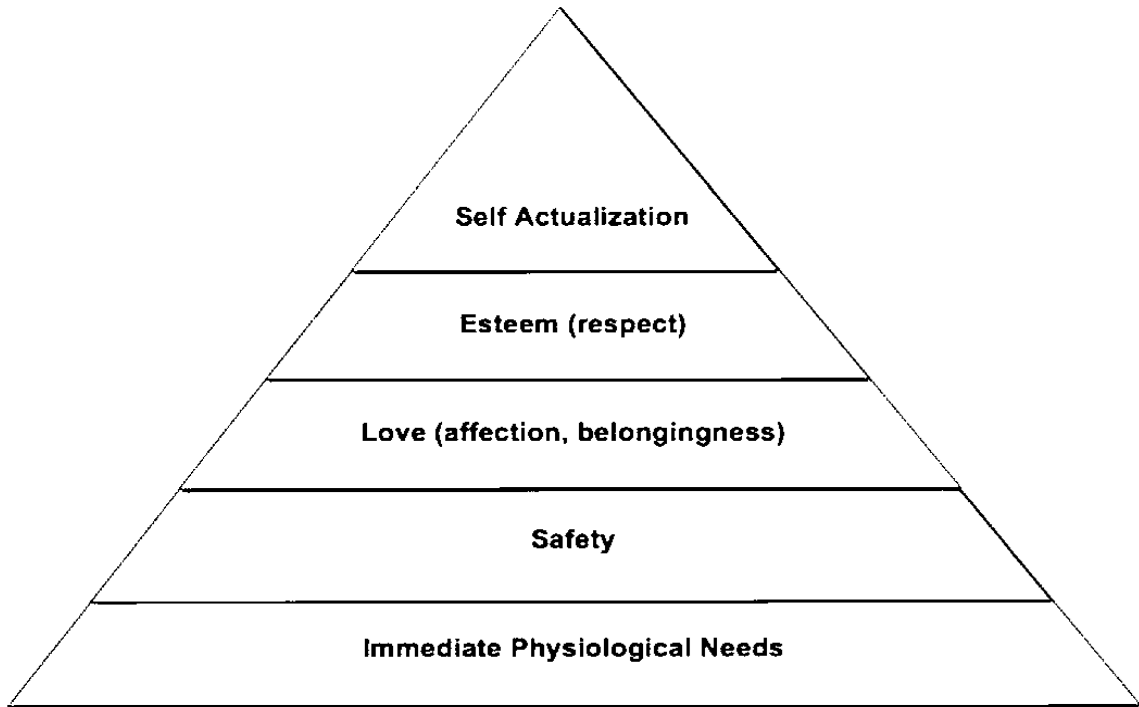 Self Actualization
Esteem (respect)
Love (affection, belongingness)
Safety
Immediate Physiological Needs